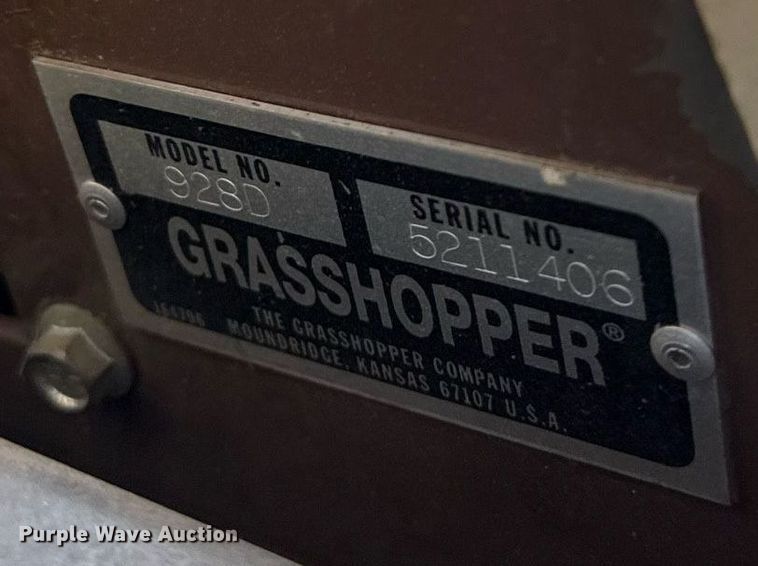 MODEL NO.
928D
SERIAL NO.
5211406
GRASSHOPPER®
THE GRASSHOPPER COMPANY
MOUNDRIDGE, KANSAS 67107 U.S.A.
Purple Wave Auction